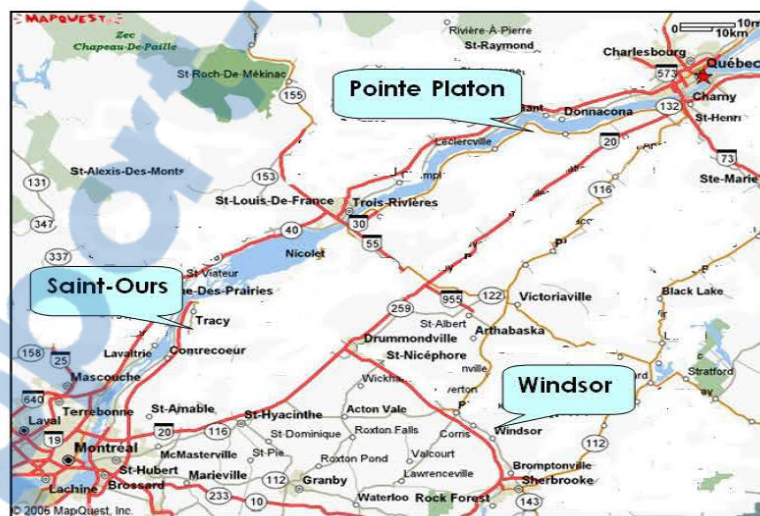 MAPQUEST
0 10m
10km
Zec
Chapeau-De-Paille
Rivière-À-Pierre
St-Raymond
Charlesbourg
Québec
573
St-Roch-De-Mékinac
155
Pointe Platon
Donnacona
132
Charny
St-Henri
Leclercville
20
73
Ste-Marie
St-Alexis-Des-Monts
131
153
116
347
St-Louis-De-France
Trois-Rivières
30
40
55
337
Nicolet
St Viateur
Saint-Ours
Tracy
259
955
122
Victoriaville
Black Lake
St-Albert
Arthabaska
Drummondville
St-Nicéphore
158
25
Lavaltrie
Contrecoeur
Mascouche
Stratford
640
Terrebonne
Laval
19
St-Amable
20
116
St-Hyacinthe
Acton Vale
Windsor
Windsor
St-Dominique
Roxton Falls
112
Montréal
McMasterville
St-Pie
Roxton Pond
Valcourt
Bromptonville
St-Hubert
Marieville
Lawrenceville
Sherbrooke
Lachine
Brossard
233
10
112
Granby
Waterloo
Rock Forest
143
© 2006 MapQuest, Inc.